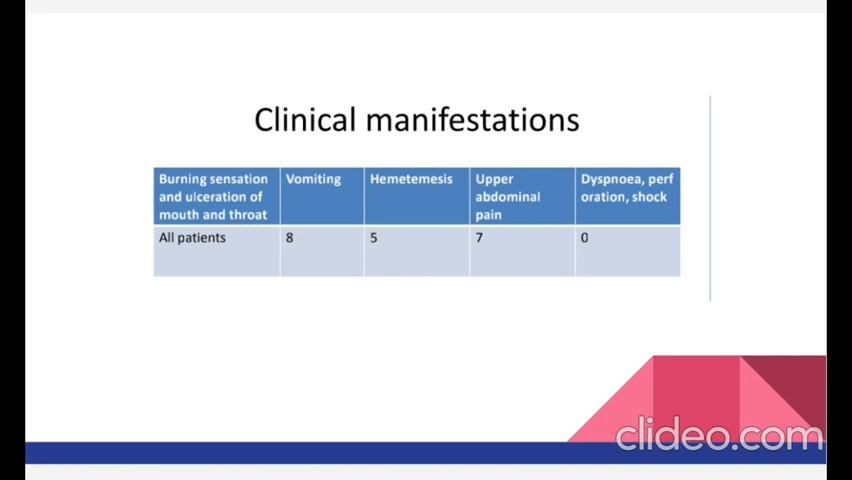 Clinical manifestations
Burning sensation
and ulceration of
mouth and throat
Vomiting
Hemetemesis
Upper
abdominal
pain
Dyspnoea, perf
oration, shock
All patients
8
5
7
0
clideo.com